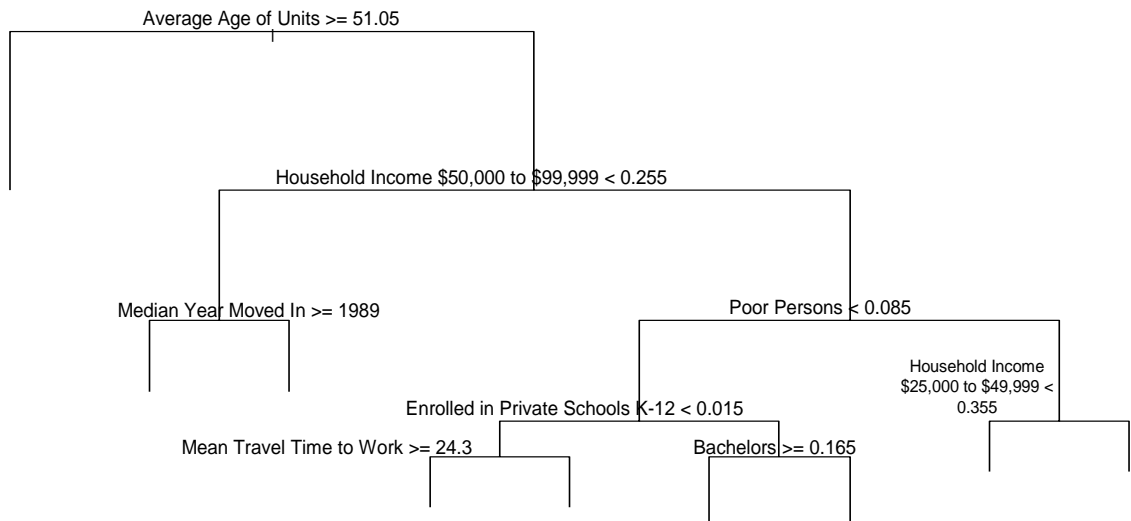 Average Age of Units >= 51.05
Household Income $50,000 to $99,999 < 0.255
Median Year Moved In >= 1989
Poor Persons < 0.085
Household Income
$25,000 to $49,999 <
0.355
Enrolled in Private Schools K-12 < 0.015
Mean Travel Time to Work >= 24.3
Bachelors >= 0.165